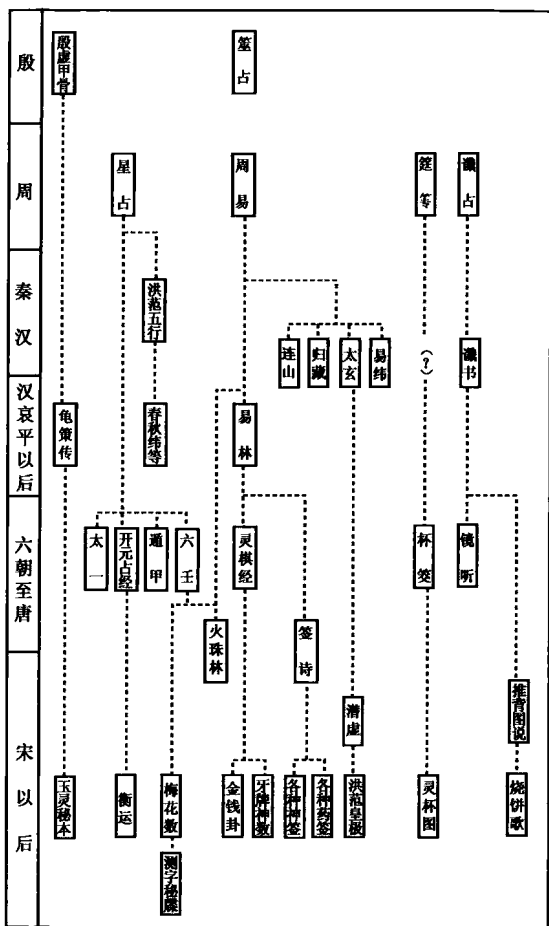 殷
殷虚甲骨
筮占
周
星占
周易
谶占
秦汉
洪范五行
连山
归藏
太玄
易纬
(?)
谶书
汉哀平以后
龟策传
春秋纬等
易林
六朝至唐
太一
开元占经
遁甲
六壬
灵棋经
杯筊
镜听
火珠林
签诗
宋以后
潜虚
推背图说
玉灵秘本
衡运
梅花数
金钱卦
牙牌神数
各种神签
各种药签
洪范皇极
灵杯图
烧饼歌
测字秘牒